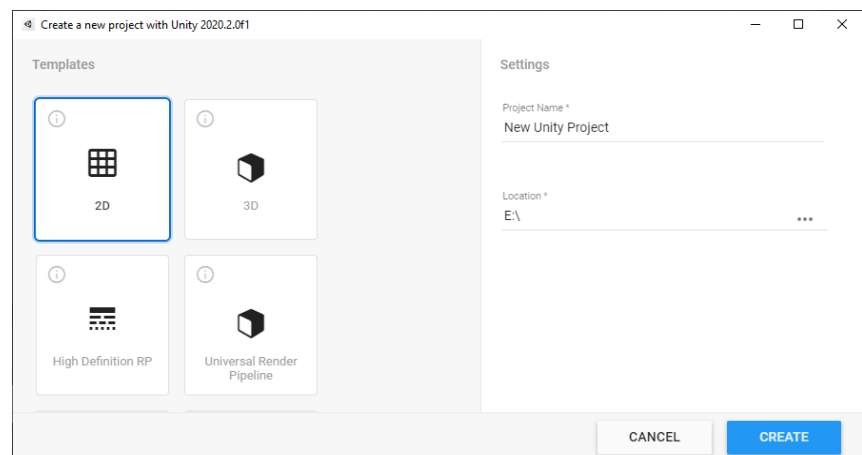 Create a new project with Unity 2020.2.0f1
Templates
Settings
2D
3D
High Definition RP
Universal Render
Pipeline
Project Name *
New Unity Project
Location *
E:\
CANCEL
CREATE